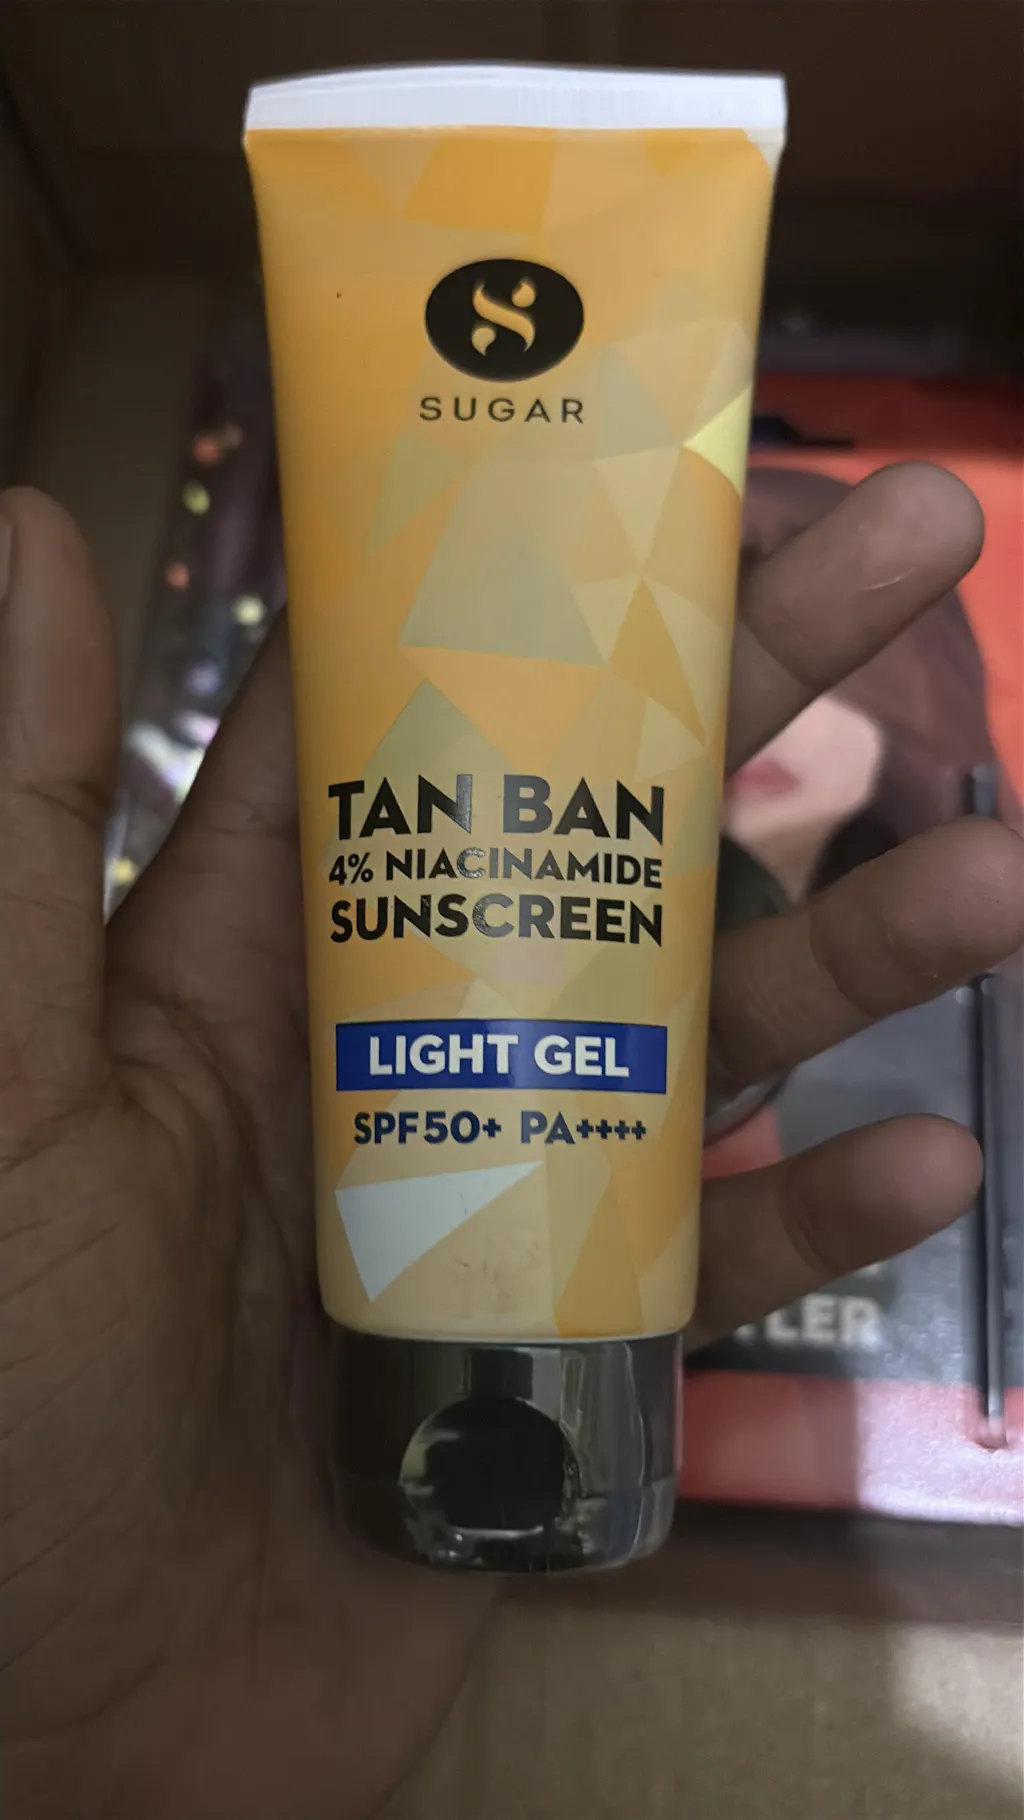 SUGAR
TAN BAN
4% NIACINAMIDE
SUNSCREEN
LIGHT GEL
SPF50+ PA++++